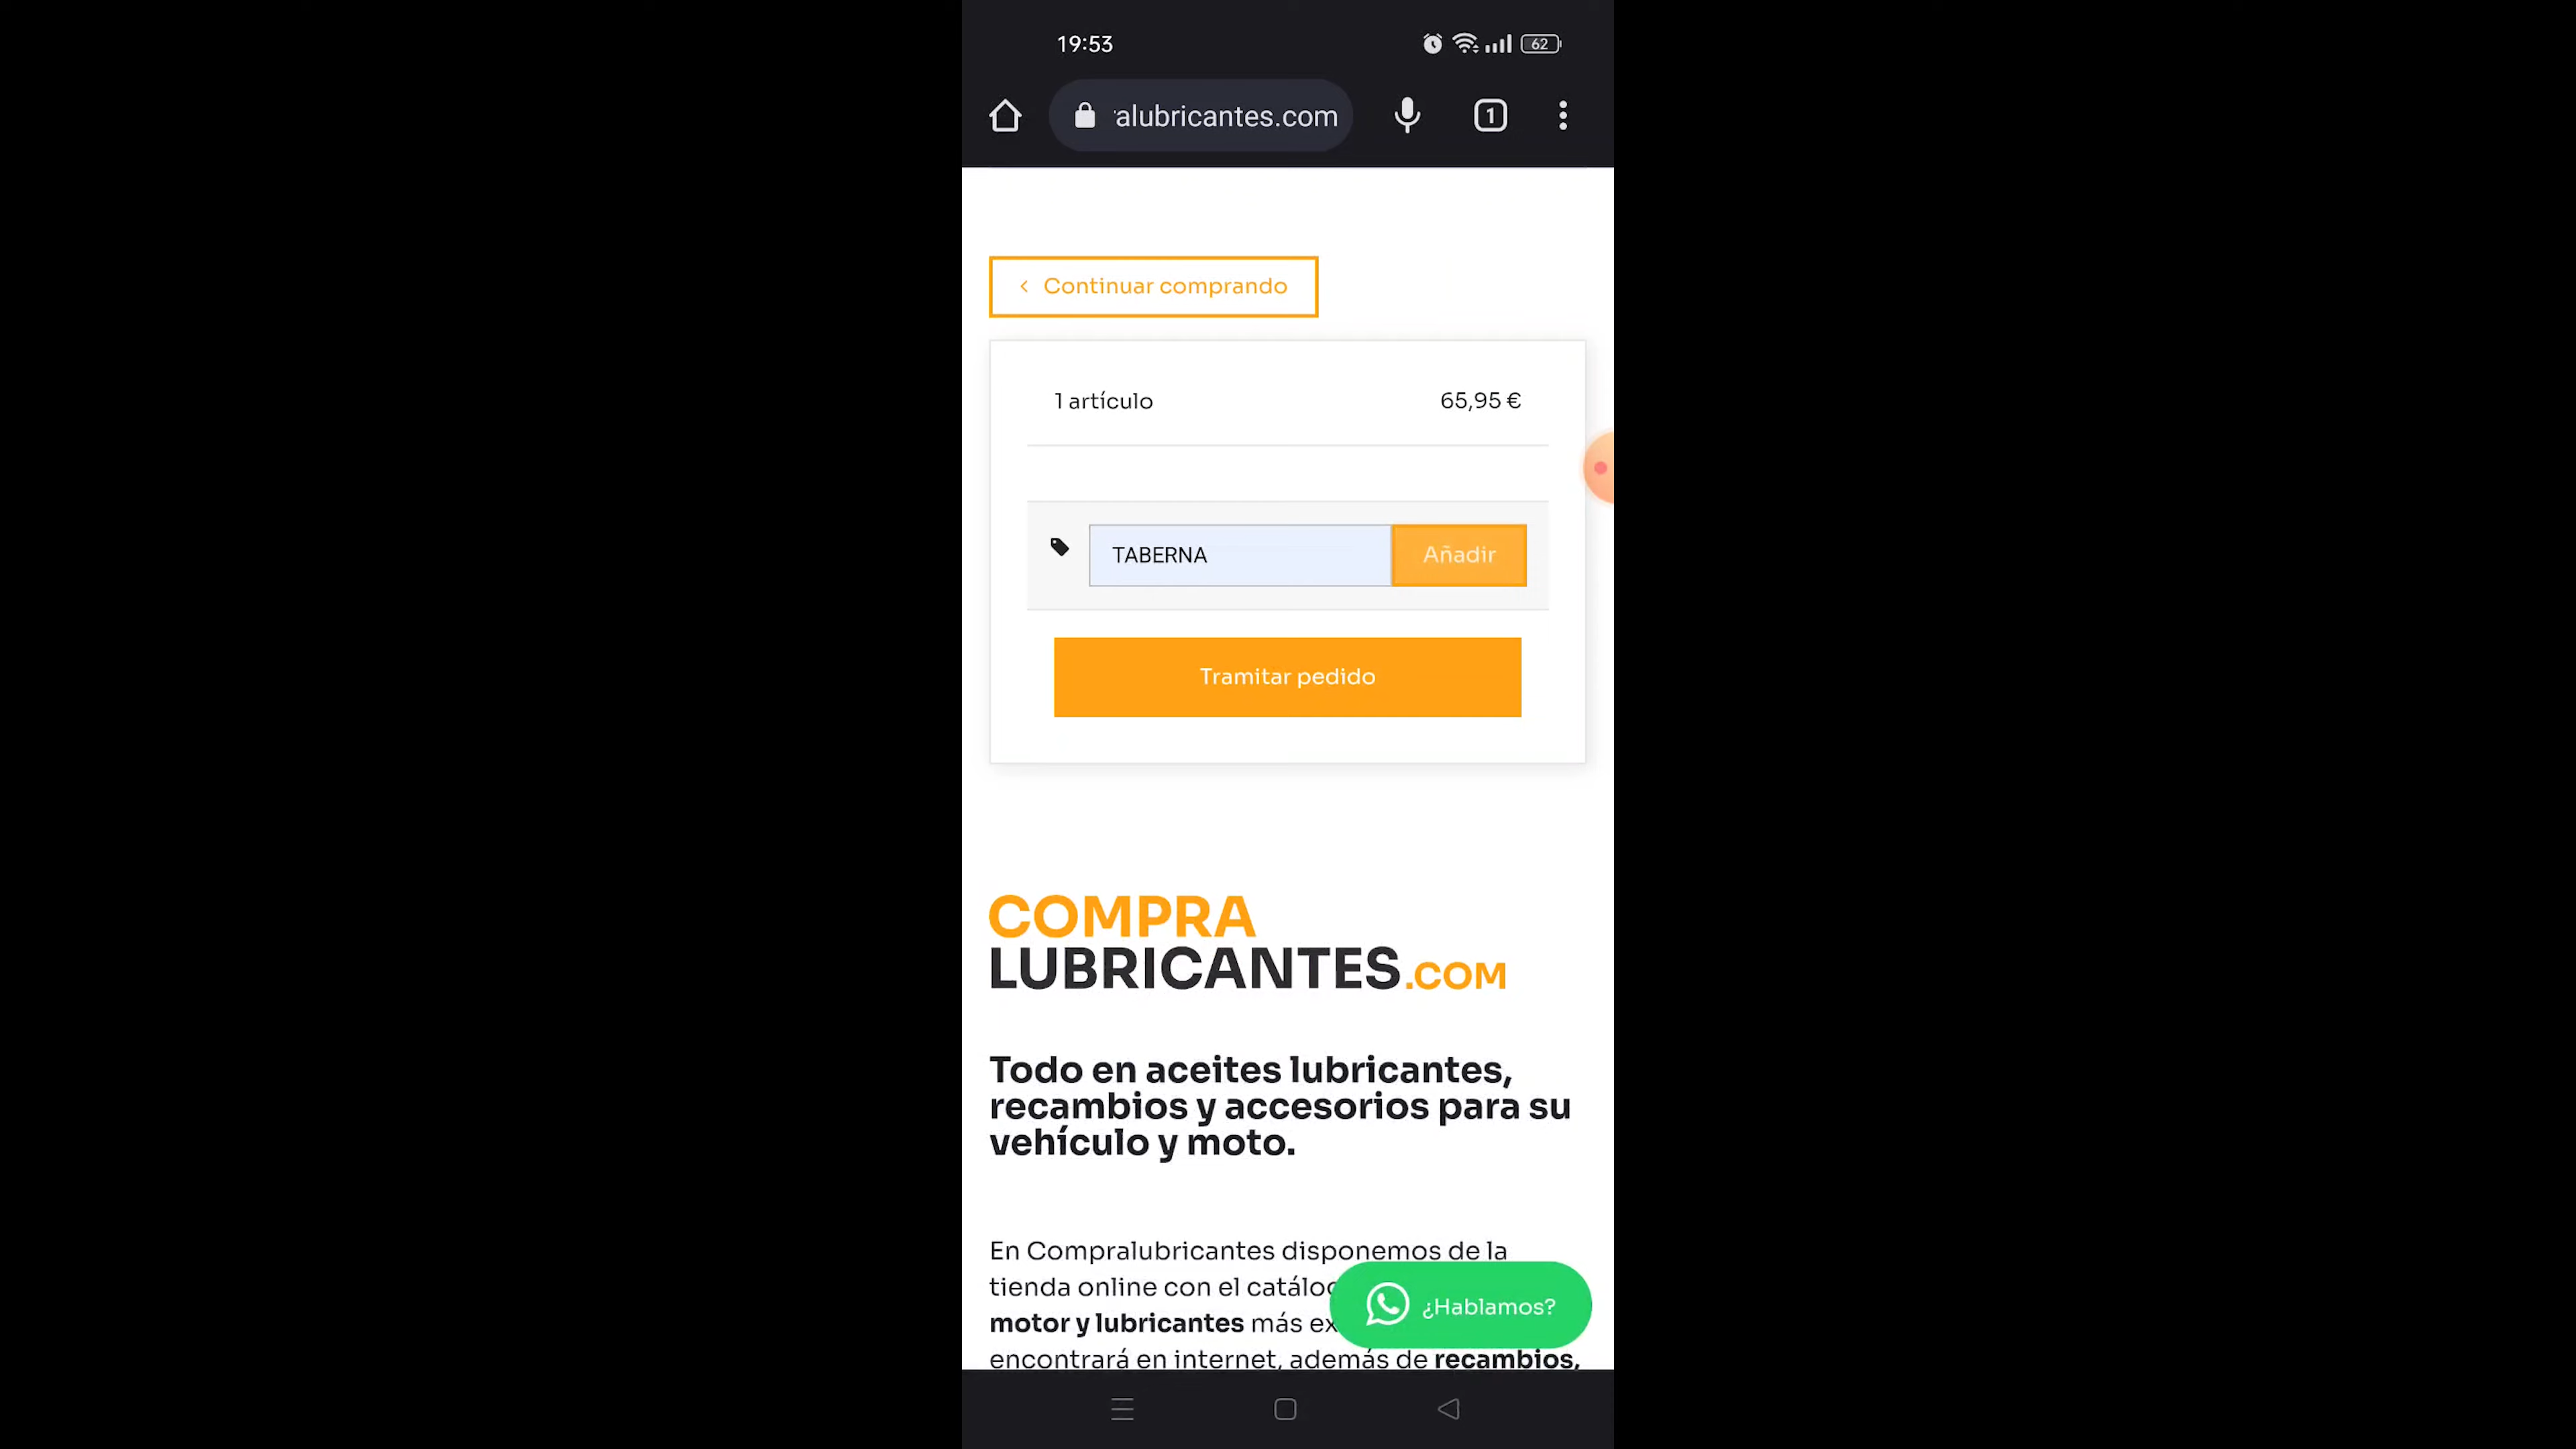 19:53
62
alubricantes.com
1
Continuar comprando
1 artículo
65,95 €
TABERNA
Añadir
Tramitar pedido
COMPRA
LUBRICANTES.COM
Todo en aceites lubricantes,
recambios y accesorios para su
vehículo y moto.
En Compralubricantes disponemos de la
tienda online con el
motor y lubricantes más
¿Hablamos?
encontrará en internet, además de recambios,